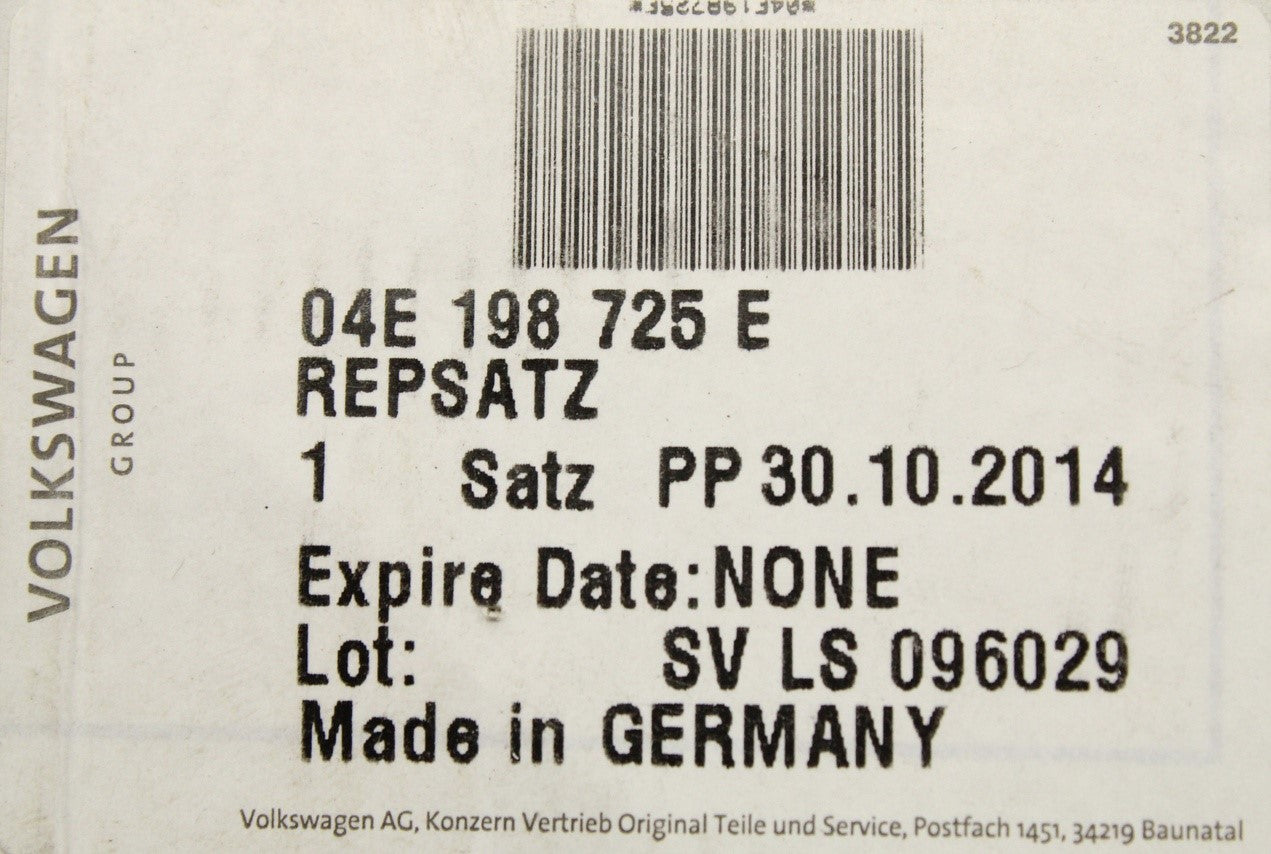 3822
04E 198 725 E
REPSATZ
1 Satz PP 30.10.2014
Expire Date:NONE
Lot: SV LS 096029
Made in GERMANY
Volkswagen AG, Konzern Vertrieb Original Teile und Service, Postfach 1451, 34219 Baunatal
VOLKSWAGEN
GROUP